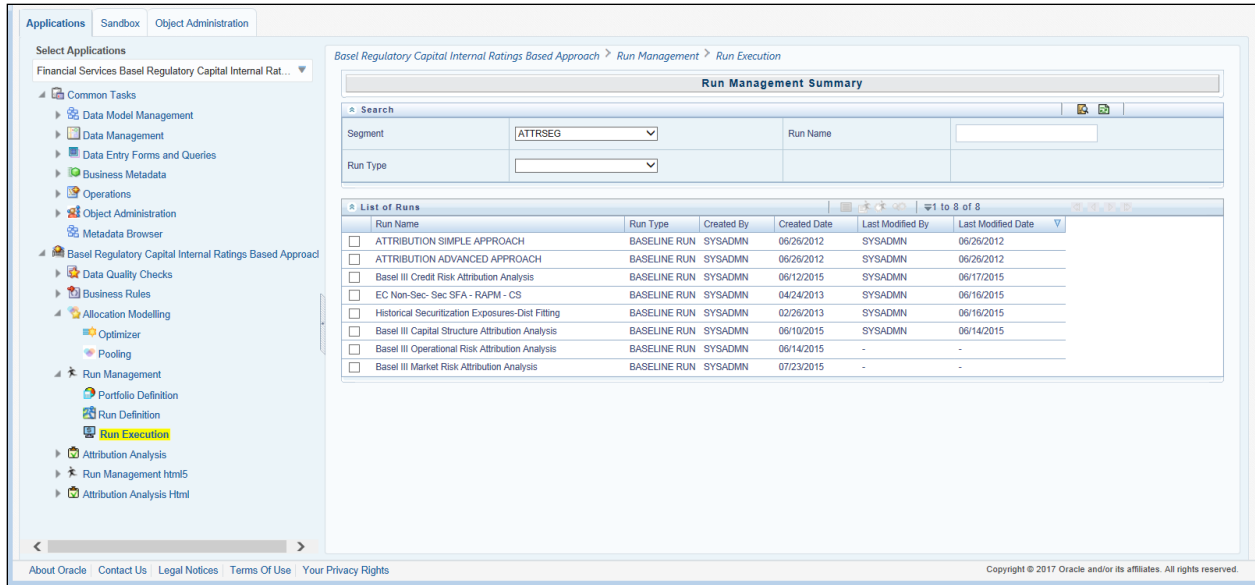 Applications Sandbox Object Administration
Select Applications
Financial Services Basel Regulatory Capital Internal Rat...
Common Tasks
Data Model Management
Data Management
Data Entry Forms and Queries
Business Metadata
Operations
Object Administration
Metadata Browser
Basel Regulatory Capital Internal Ratings Based Approacl
Data Quality Checks
Business Rules
Allocation Modelling
Optimizer
Pooling
Run Management
Portfolio Definition
Run Definition
Run Execution
Attribution Analysis
Run Management html5
Attribution Analysis Html
Basel Regulatory Capital Internal Ratings Based Approach > Run Management > Run Execution
Run Management Summary
Search
Segment ATTRSEG Run Name
Run Type
List of Runs 1 to 8 of 8
Run Name Run Type Created By Created Date Last Modified By Last Modified Date
ATTRIBUTION SIMPLE APPROACH BASELINE RUN SYSADMN 06/26/2012 SYSADMN 06/26/2012
ATTRIBUTION ADVANCED APPROACH BASELINE RUN SYSADMN 06/26/2012 SYSADMN 06/26/2012
Basel III Credit Risk Attribution Analysis BASELINE RUN SYSADMN 06/12/2015 SYSADMN 06/17/2015
EC Non-Sec- Sec SFA - RAPM - CS BASELINE RUN SYSADMN 04/24/2013 SYSADMN 06/16/2015
Historical Securitization Exposures-Dist Fitting BASELINE RUN SYSADMN 02/26/2013 SYSADMN 06/16/2015
Basel III Capital Structure Attribution Analysis BASELINE RUN SYSADMN 06/10/2015 SYSADMN 06/14/2015
Basel III Operational Risk Attribution Analysis BASELINE RUN SYSADMN 06/14/2015 - -
Basel III Market Risk Attribution Analysis BASELINE RUN SYSADMN 07/23/2015 - -
About Oracle Contact Us Legal Notices Terms Of Use Your Privacy Rights
Copyright © 2017 Oracle and/or its affiliates. All rights reserved.